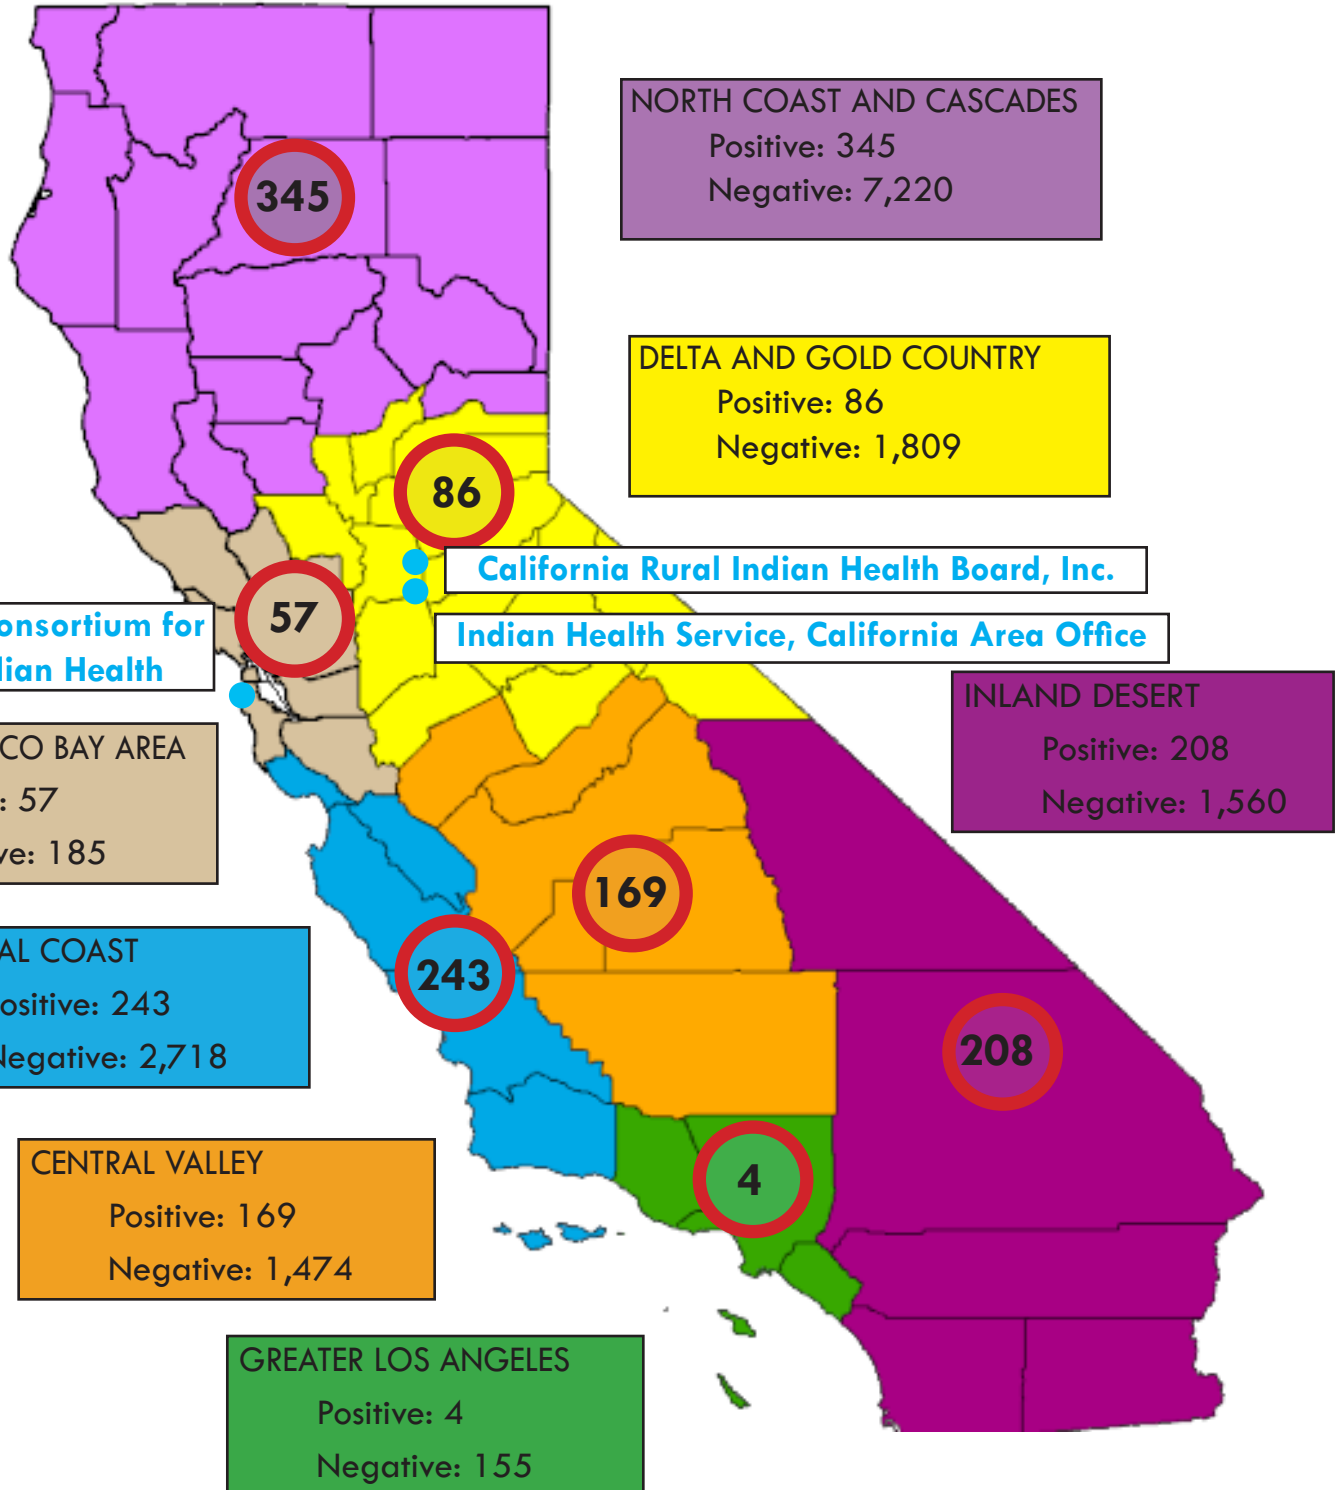 NORTH COAST AND CASCADES
Positive: 345
Negative: 7,220
345
DELTA AND GOLD COUNTRY
Positive: 86
Negative: 1,809
86
California Rural Indian Health Board, Inc.
57
onsortium for
dian Health
Indian Health Service, California Area Office
INLAND DESERT
Positive: 208
Negative: 1,560
CO BAY AREA
: 57
ve: 185
169
AL COAST
ositive: 243
Negative: 2,718
243
208
CENTRAL VALLEY
Positive: 169
Negative: 1,474
4
GREATER LOS ANGELES
Positive: 4
Negative: 155